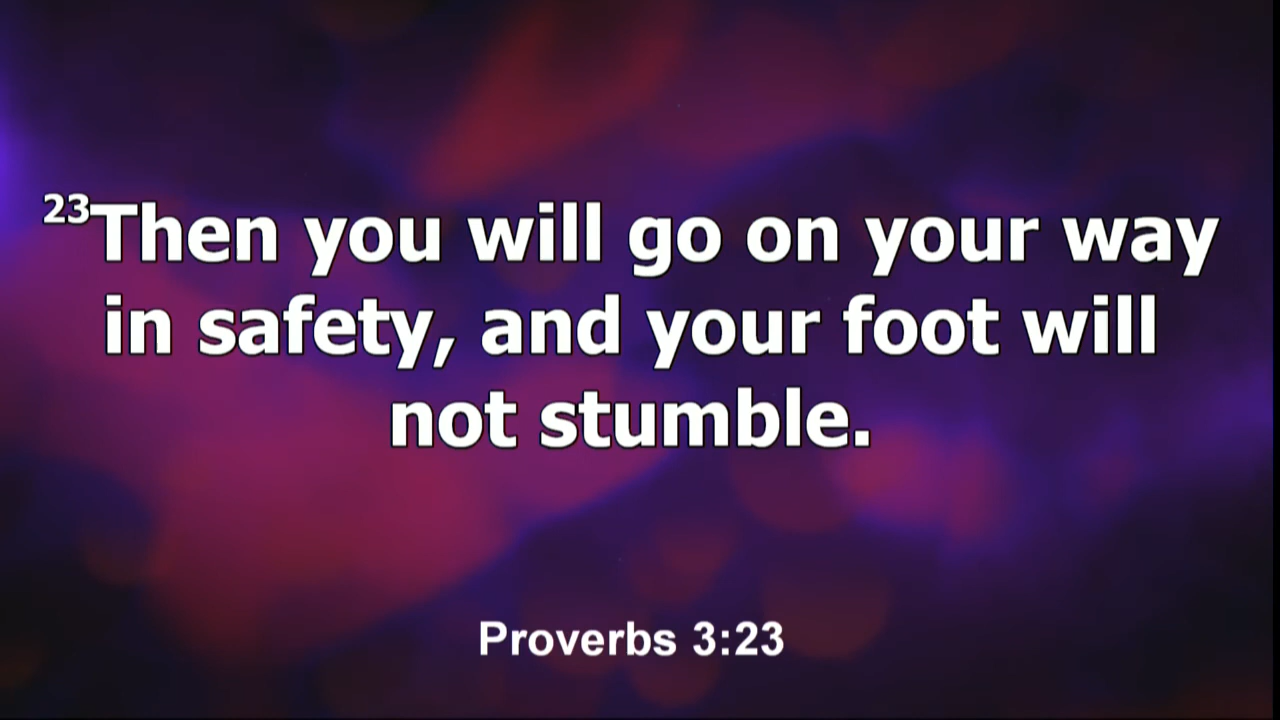 23Then you will go on your way
in safety, and your foot will
not stumble.
Proverbs 3:23